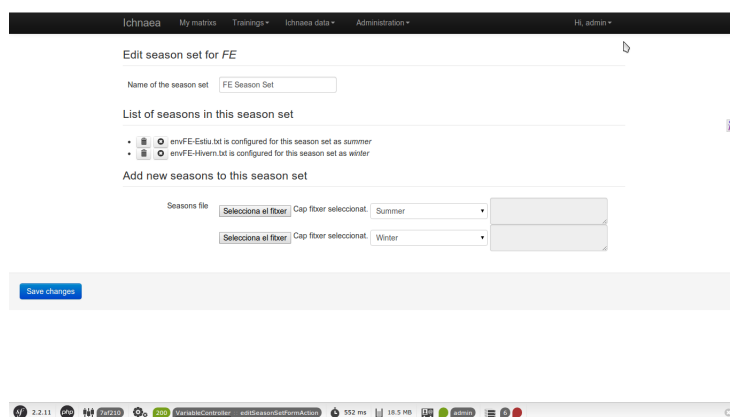 Ichnaea My matrixs Trainings Ichnaea data Administration Hi, admin
Edit season set for FE
Name of the season set FE Season Set
List of seasons in this season set
envFE-Estiu.txt is configured for this season set as summer
envFE-Hivern.txt is configured for this season set as winter
Add new seasons to this season set
Seasons file Selecciona el fitxer Cap fitxer seleccionat. Summer
Selecciona el fitxer Cap fitxer seleccionat. Winter
Save changes
sf 2.2.11 php 7af210 200 VariableController editSeasonSetFormAction 552 ms 18.5 MB admin 6